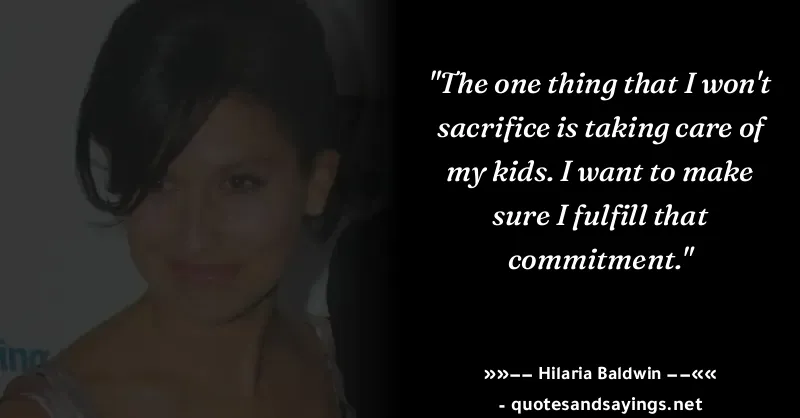 "The one thing that I won't
sacrifice is taking care of
my kids. I want to make
sure I fulfill that
commitment."
»»–– Hilaria Baldwin ––««
- quotesandsayings.net
ing